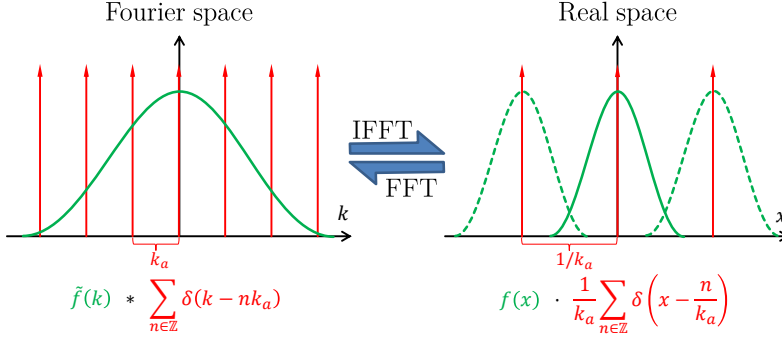 Fourier space
Real space
IFFT
FFT
k
x
k_a
1/k_a
f̃(k) * ∑_{n∈ℤ} δ(k − nk_a)
f(x) · 1/k_a ∑_{n∈ℤ} δ(x − n/k_a)